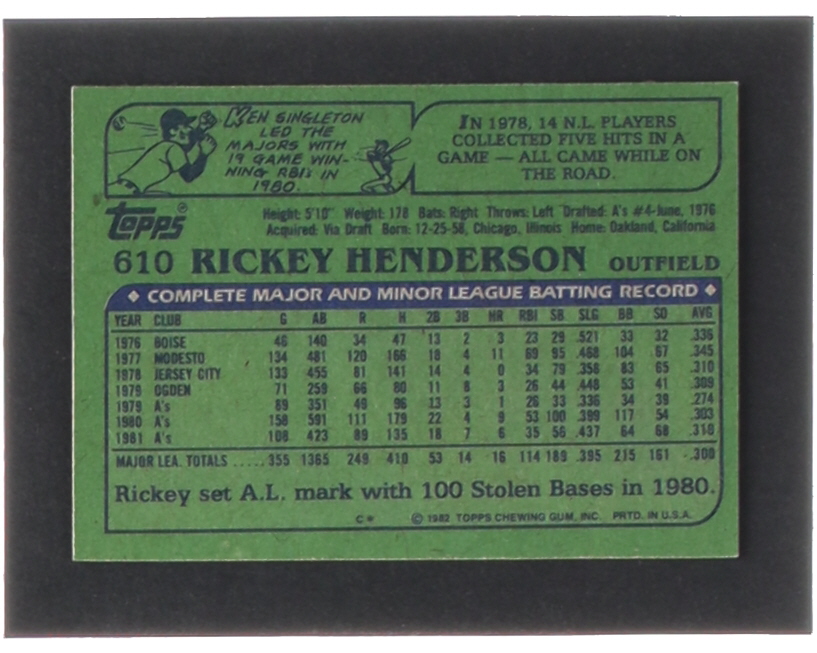 KEN SINGLETON
LED THE
MAJORS WITH
19 GAME WIN-
NING RBI's IN
1980.
IN 1978, 14 N.L. PLAYERS
COLLECTED FIVE HITS IN A
GAME — ALL CAME WHILE ON
THE ROAD.
TOPPS®
Height: 5'10" Weight: 178 Bats: Right Throws: Left Drafted: A's #4-June, 1976
Acquired: Via Draft Born: 12-25-58, Chicago, Illinois Home: Oakland, California
610 RICKEY HENDERSON OUTFIELD
◆ COMPLETE MAJOR AND MINOR LEAGUE BATTING RECORD ◆
YEAR CLUB G AB R H 2B 3B HR RBI SB SLG BB SO AVG
1976 BOISE 46 140 34 47 13 2 3 23 29 .521 33 32 .336
1977 MODESTO 134 481 120 166 18 4 11 69 95 .468 104 67 .345
1978 JERSEY CITY 133 455 81 141 14 4 0 34 79 .358 83 65 .310
1979 OGDEN 71 259 66 80 11 8 3 26 44 .448 53 41 .309
1979 A's 89 351 49 96 13 3 1 26 33 .336 34 39 .274
1980 A's 158 591 111 179 22 4 9 53 100 .399 117 54 .303
1981 A's 108 423 89 135 18 7 6 35 56 .437 64 68 .319
MAJOR LEA. TOTALS ..... 355 1365 249 410 53 14 16 114 189 .395 215 161 .300
Rickey set A.L. mark with 100 Stolen Bases in 1980.
C* © 1982 TOPPS CHEWING GUM, INC. PRTD. IN U.S.A.